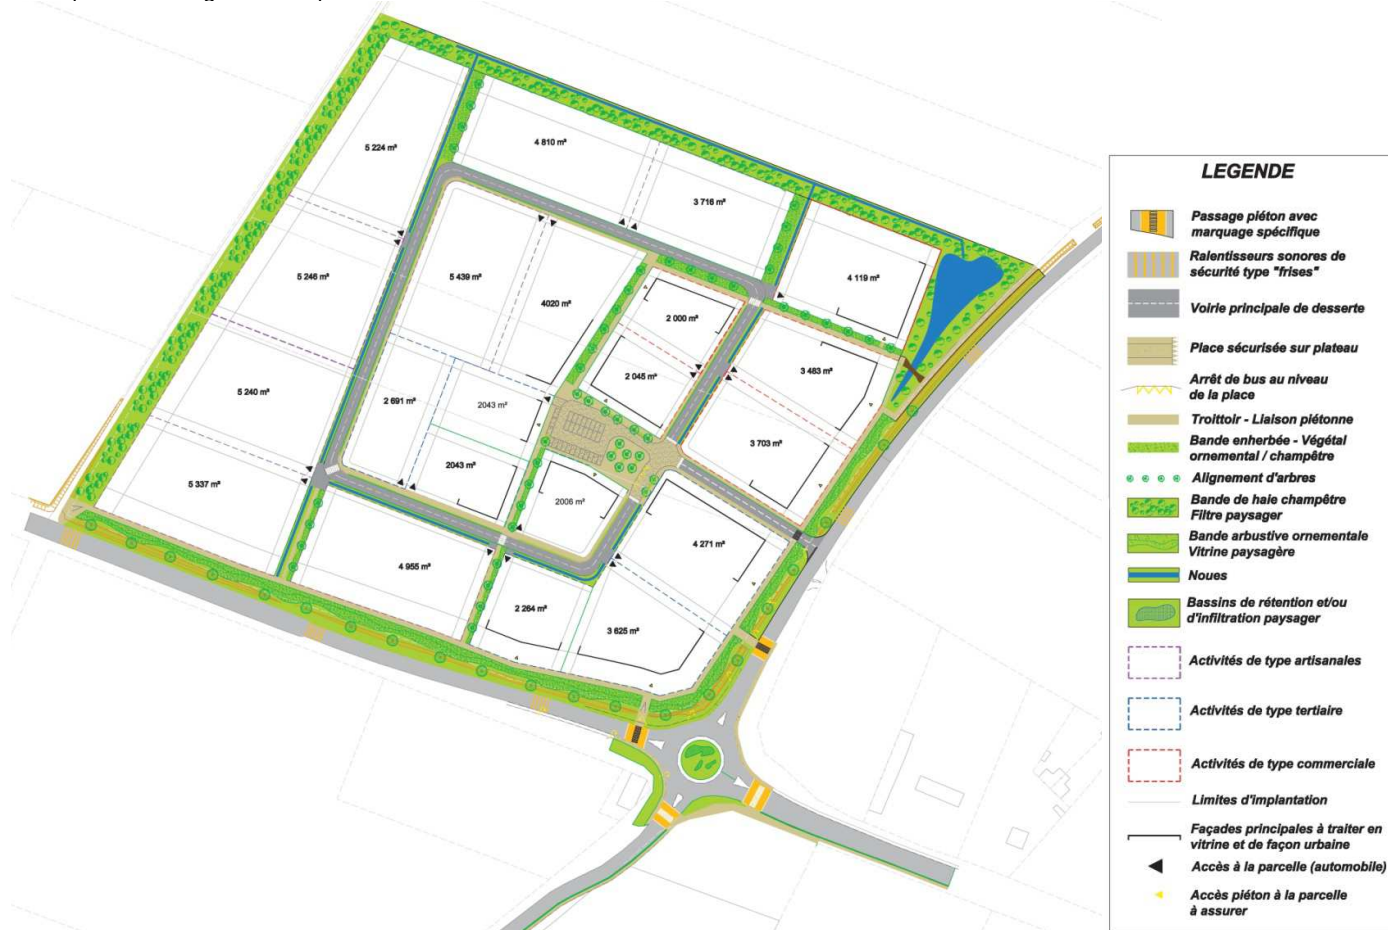 5 224 m²
4 810 m²
3 716 m²
4 119 m²
5 246 m²
5 439 m²
4020 m²
2 000 m²
2 045 m²
3 483 m²
5 240 m²
2 691 m²
2043 m²
3 703 m²
2043 m²
5 337 m²
2006 m²
4 271 m²
4 955 m²
2 264 m²
3 625 m²
LEGENDE
Passage piéton avec
marquage spécifique
Ralentisseurs sonores de
sécurité type "frises"
Voirie principale de desserte
Place sécurisée sur plateau
Arrêt de bus au niveau
de la place
Troittoir - Liaison piétonne
Bande enherbée - Végétal
ornemental / champêtre
Alignement d'arbres
Bande de haie champêtre
Filtre paysager
Bande arbustive ornementale
Vitrine paysagère
Noues
Bassins de rétention et/ou
d'infiltration paysager
Activités de type artisanales
Activités de type tertiaire
Activités de type commerciale
Limites d'implantation
Façades principales à traiter en
vitrine et de façon urbaine
Accès à la parcelle (automobile)
Accès piéton à la parcelle
à assurer